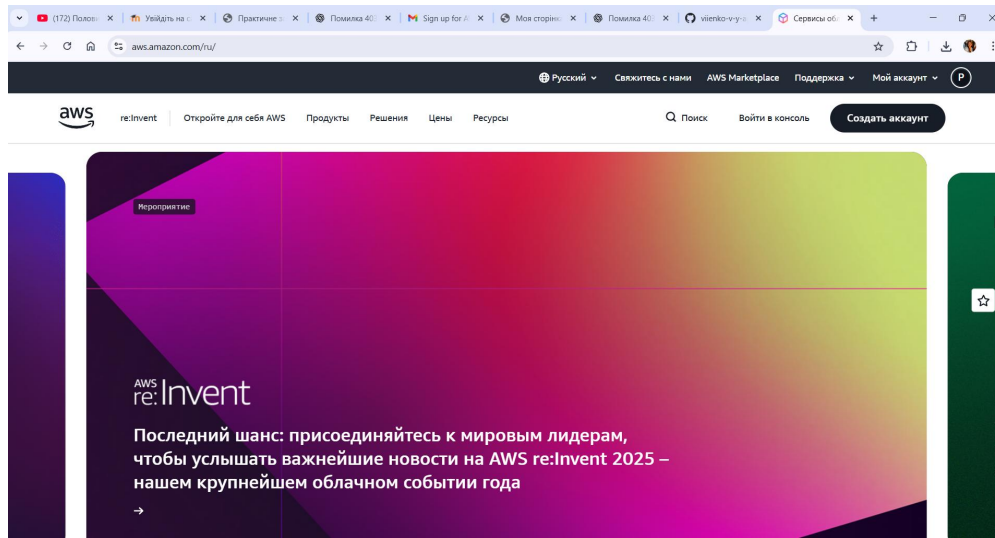 (172) Полові
Увійдіть на с
Практичне з
Помилка 40
Sign up for A
Моя сторінк
Помилка 40
viienko-v-y-a
Сервисы обл
aws.amazon.com/ru/
Русский
Свяжитесь с нами
AWS Marketplace
Поддержка
Мой аккаунт
P
aws
re:Invent
Откройте для себя AWS
Продукты
Решения
Цены
Ресурсы
Поиск
Войти в консоль
Создать аккаунт
Мероприятие
AWS re:Invent
Последний шанс: присоединяйтесь к мировым лидерам,
чтобы услышать важнейшие новости на AWS re:Invent 2025 –
нашем крупнейшем облачном событии года